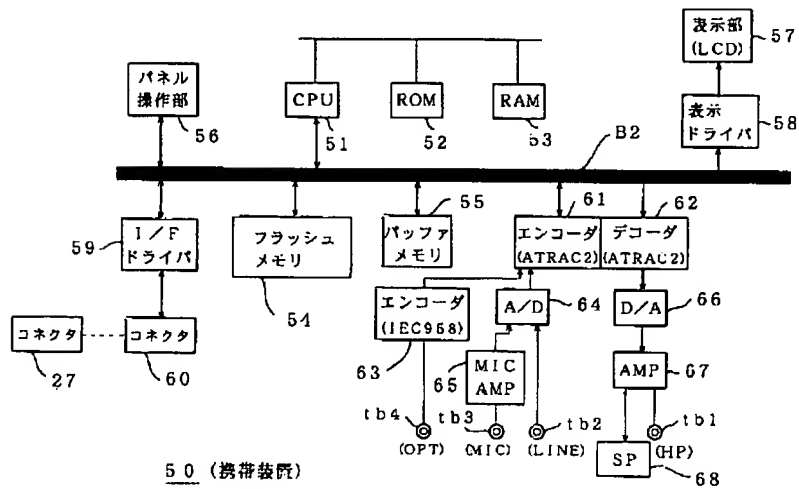 表示部
(LCD)
57
パネル
操作部
56
CPU
51
ROM
52
RAM
53
表示
ドライバ
58
B2
59
I/F
ドライバ
フラッシュ
メモリ
54
55
バッファ
メモリ
61
エンコーダ
(ATRAC2)
62
デコーダ
(ATRAC2)
エンコーダ
(IEC958)
63
A/D
64
D/A
66
コネクタ
27
コネクタ
60
65
MIC
AMP
AMP
67
tb4
(OPT)
tb3
(MIC)
tb2
(LINE)
tb1
(HP)
SP
68
50 (携帯装置)